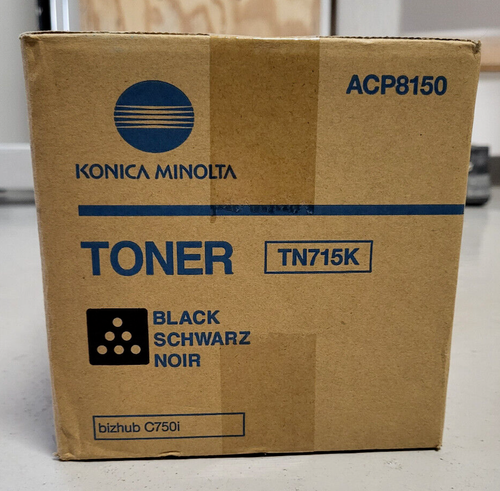 ACP8150
KONICA MINOLTA
TONER TN715K
BLACK
SCHWARZ
NOIR
bizhub C750i